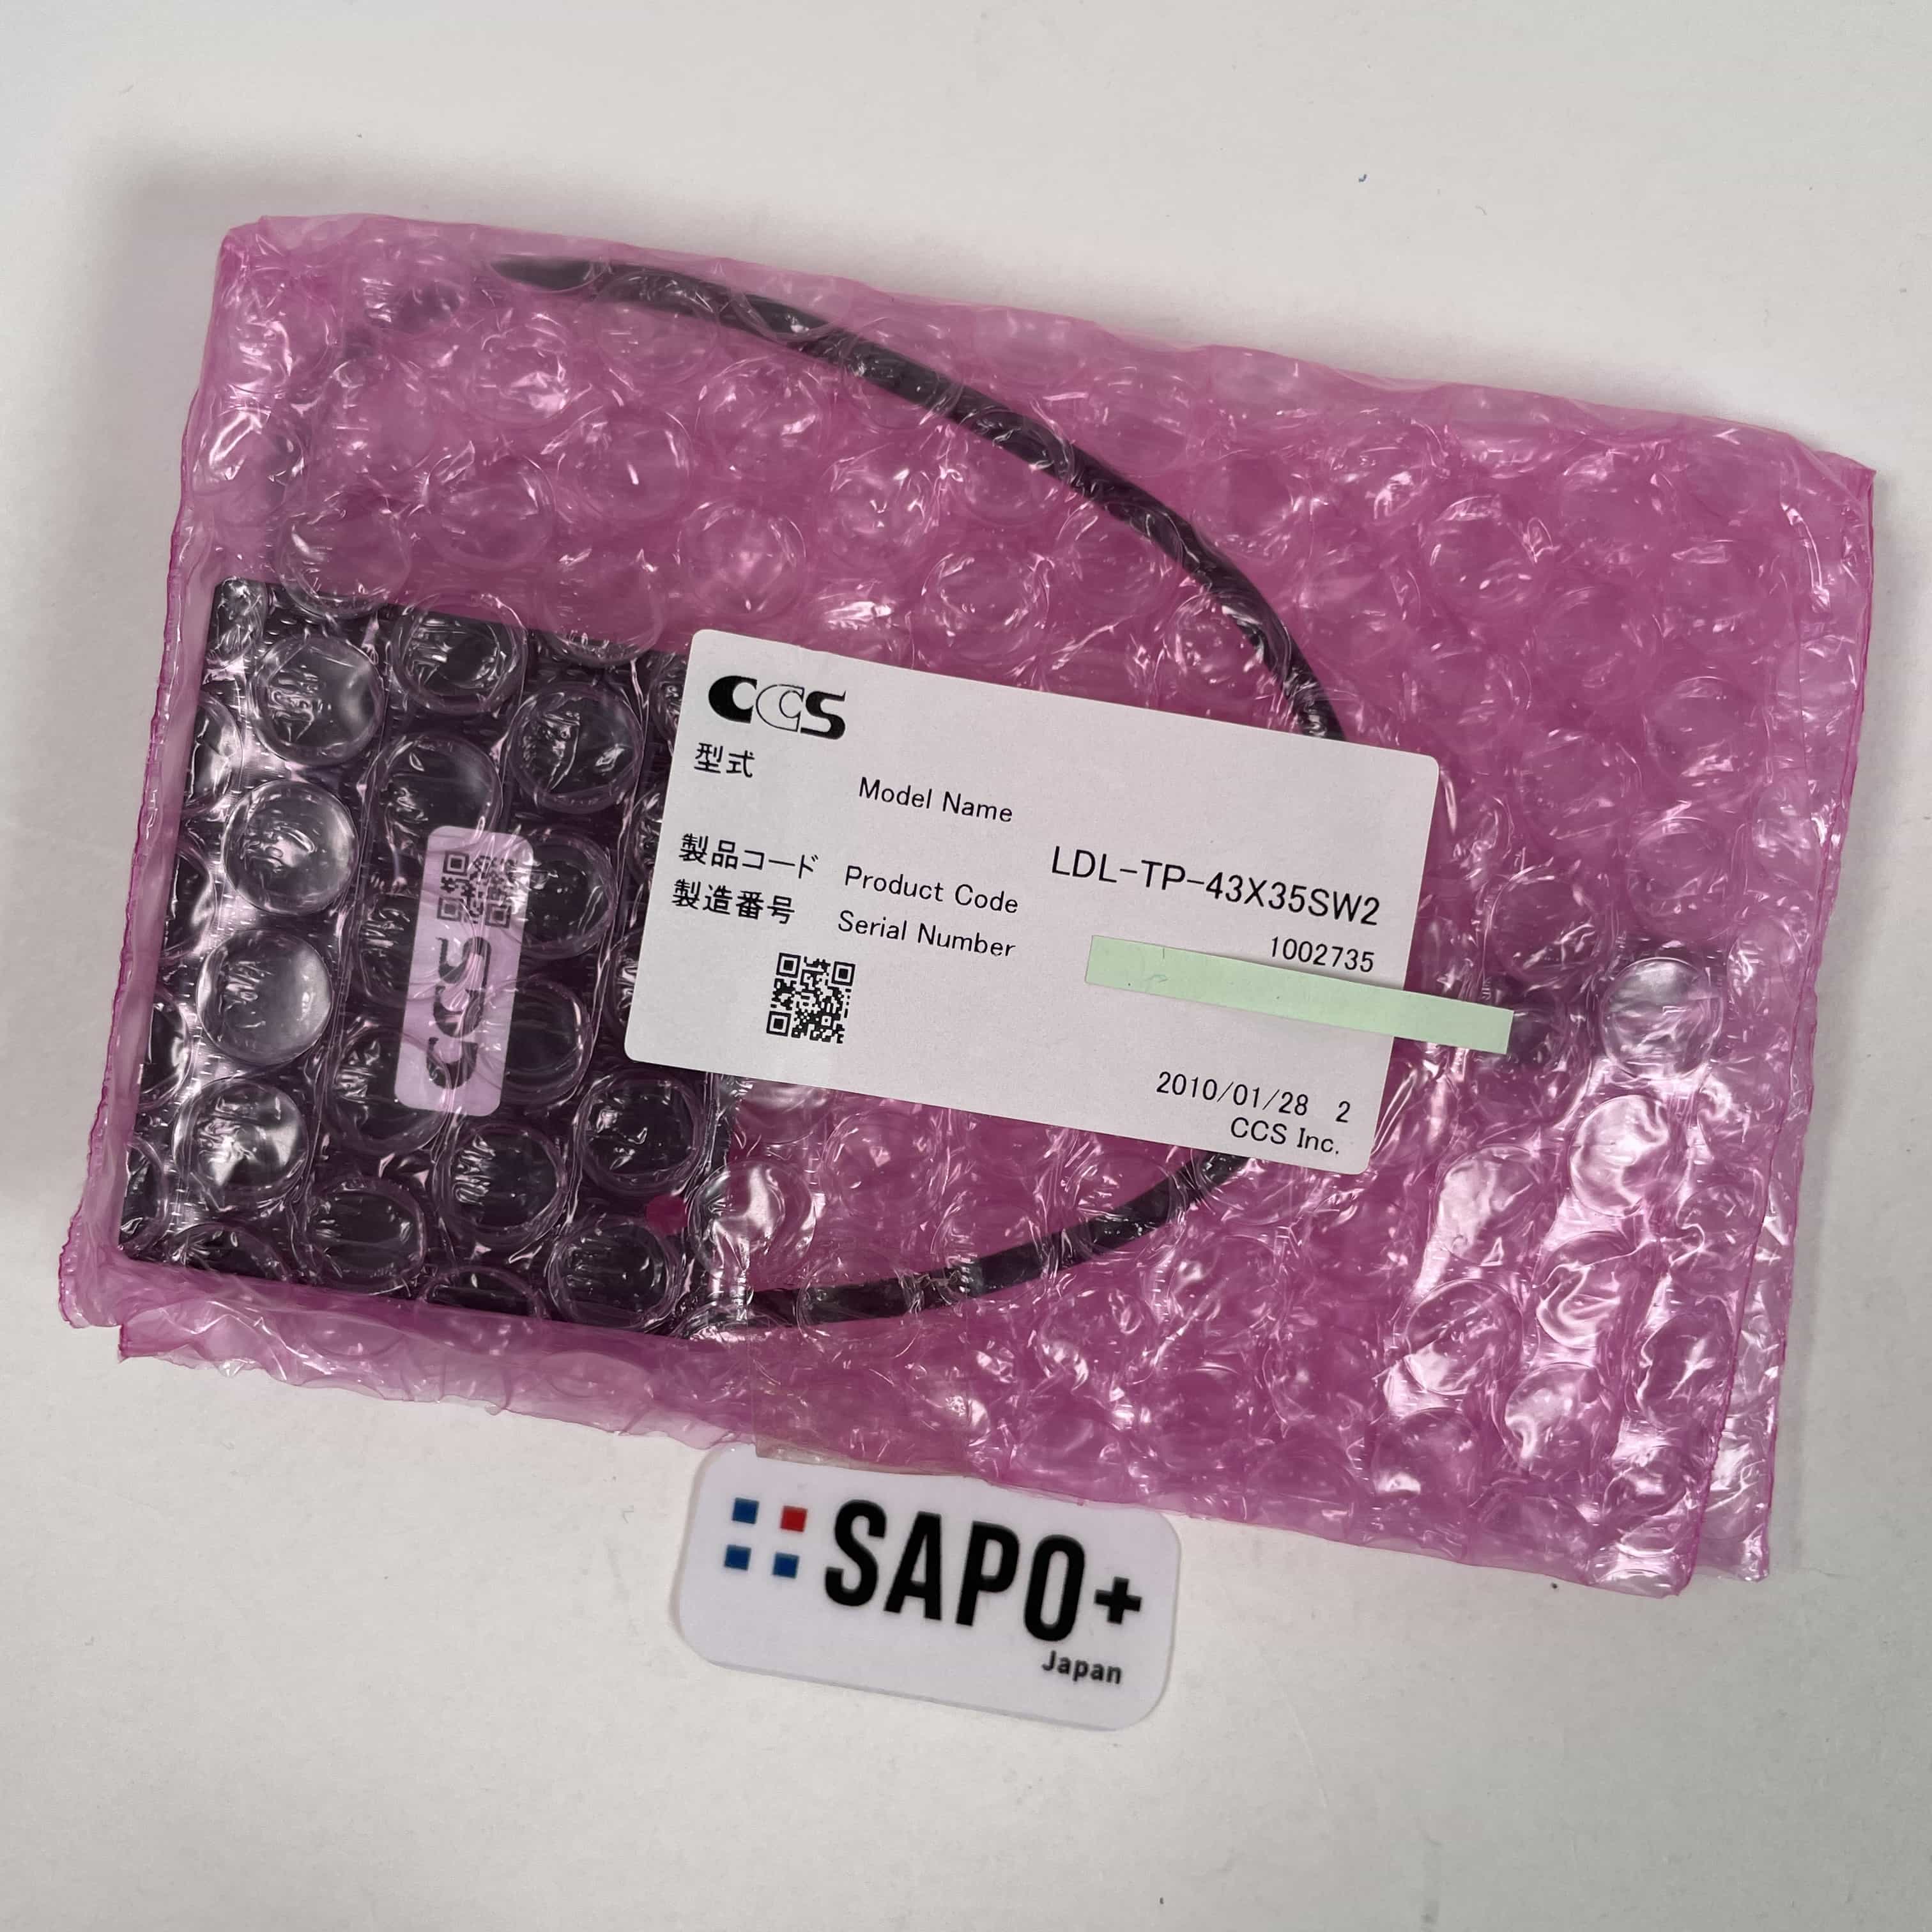 CCS
型式 Model Name
LDL-TP-43X35SW2
製品コード Product Code 1002735
製造番号 Serial Number
2010/01/28 2
CCS Inc.
CCS
SAPO+
Japan